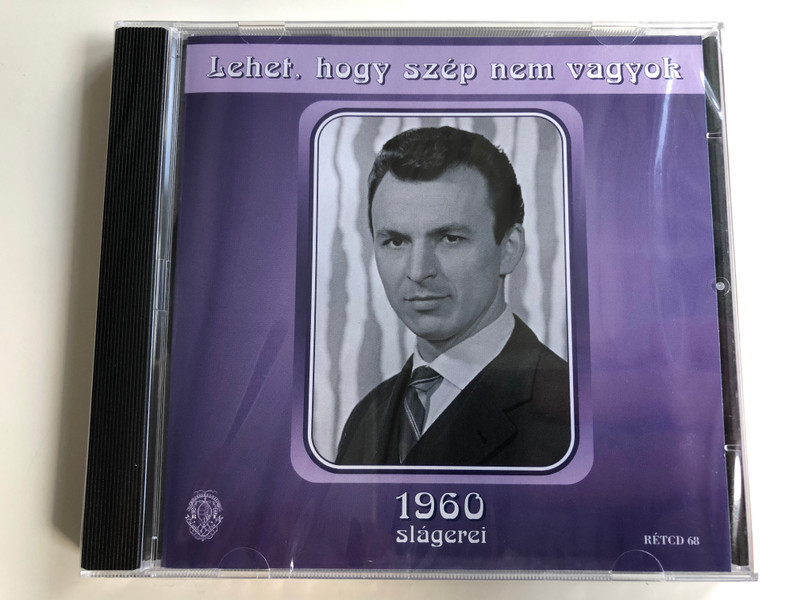 Lehet, hogy szép nem vagyok
1960
slágerei
RÉTCD 68